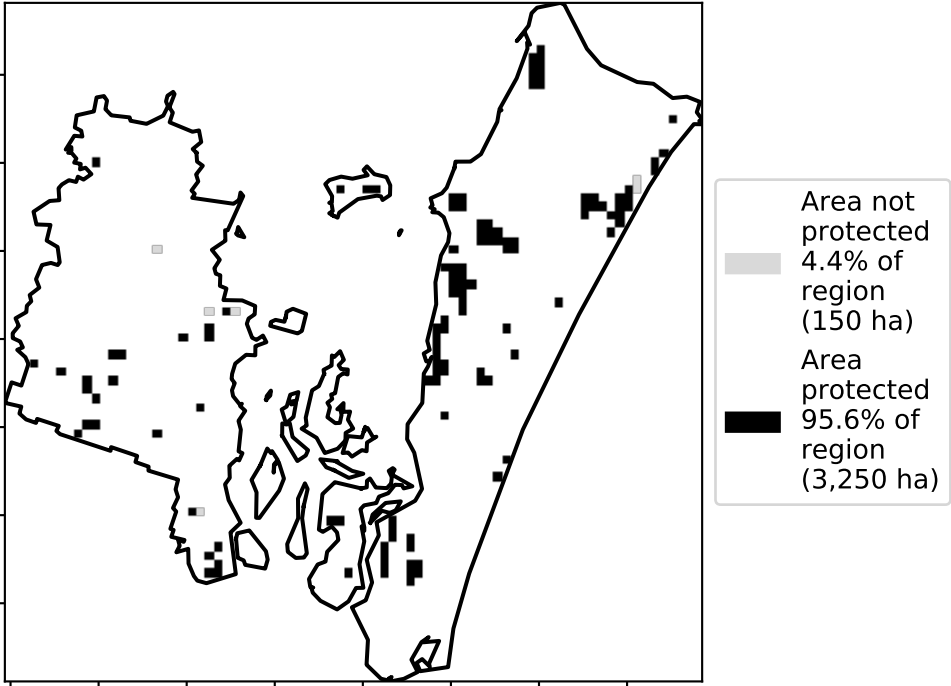 Area not
protected
4.4% of
region
(150 ha)
Area
protected
95.6% of
region
(3,250 ha)